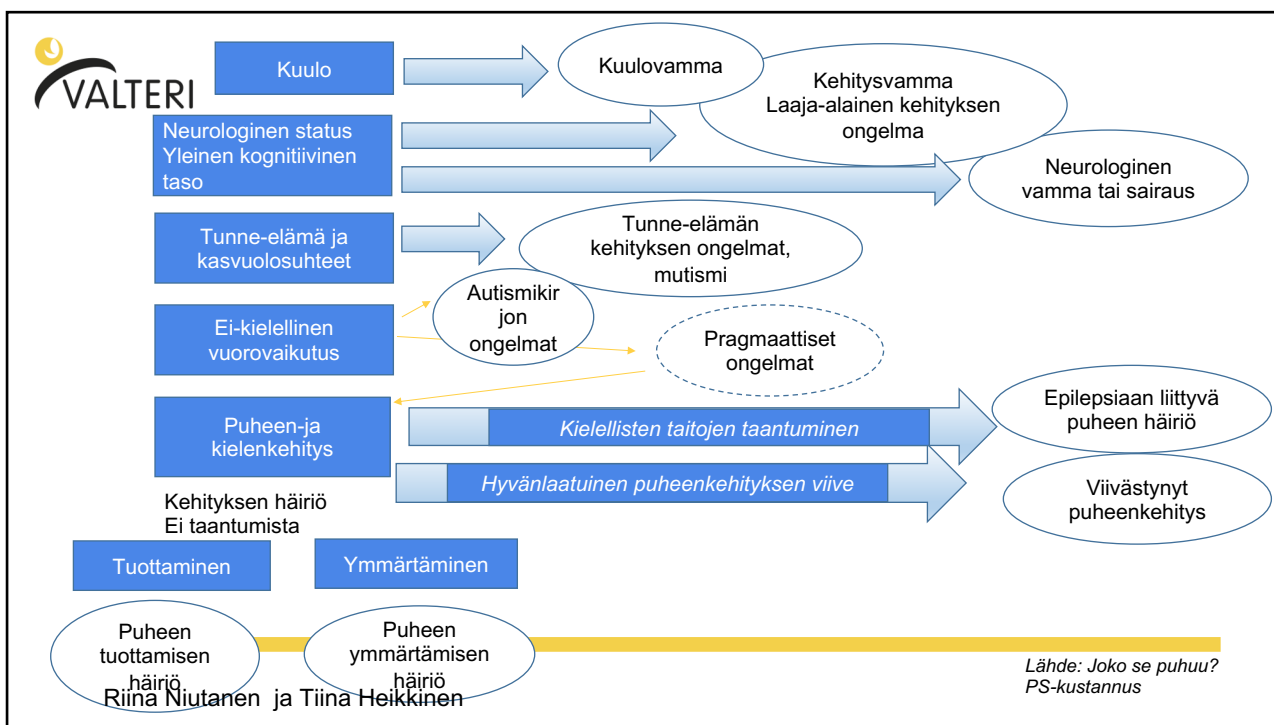 VALTERI
Kuulo
Kuulovamma
Kehitysvamma
Laaja-alainen kehityksen
ongelma
Neurologinen status
Yleinen kognitiivinen
taso
Neurologinen
vamma tai sairaus
Tunne-elämä ja
kasvuolosuhteet
Tunne-elämän
kehityksen ongelmat,
mutismi
Ei-kielellinen
vuorovaikutus
Autismikir
jon
ongelmat
Pragmaattiset
ongelmat
Puheen-ja
kielenkehitys
Kielellisten taitojen taantuminen
Epilepsiaan liittyvä
puheen häiriö
Hyvänlaatuinen puheenkehityksen viive
Viivästynyt
puheenkehitys
Kehityksen häiriö
Ei taantumista
Tuottaminen
Ymmärtäminen
Puheen
tuottamisen
häiriö
Puheen
ymmärtämisen
häiriö
Riina Niutanen ja Tiina Heikkinen
Lähde: Joko se puhuu?
PS-kustannus